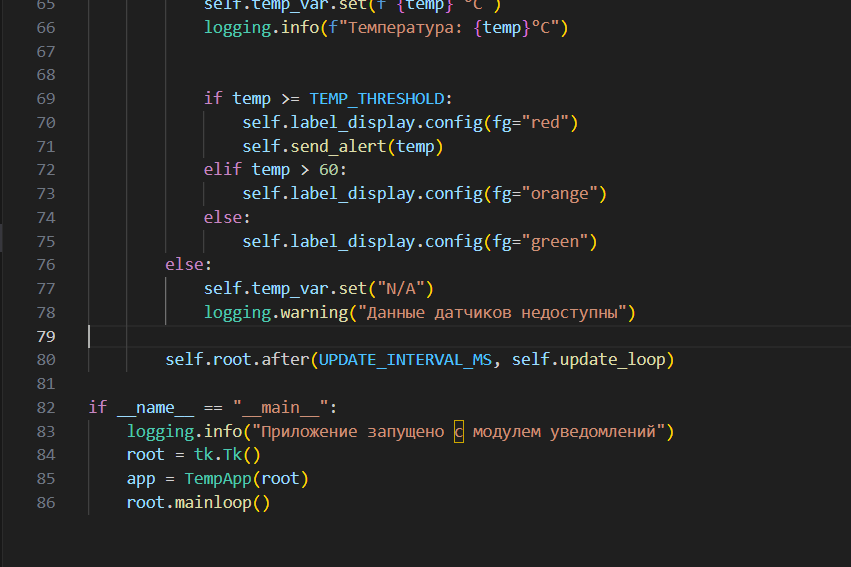 65 self.temp_var.set(f"{temp} °C")
66 logging.info(f"Температура: {temp}°C")
67
68
69 if temp >= TEMP_THRESHOLD:
70 self.label_display.config(fg="red")
71 self.send_alert(temp)
72 elif temp > 60:
73 self.label_display.config(fg="orange")
74 else:
75 self.label_display.config(fg="green")
76 else:
77 self.temp_var.set("N/A")
78 logging.warning("Данные датчиков недоступны")
79
80 self.root.after(UPDATE_INTERVAL_MS, self.update_loop)
81
82 if __name__ == "__main__":
83 logging.info("Приложение запущено с модулем уведомлений")
84 root = tk.Tk()
85 app = TempApp(root)
86 root.mainloop()